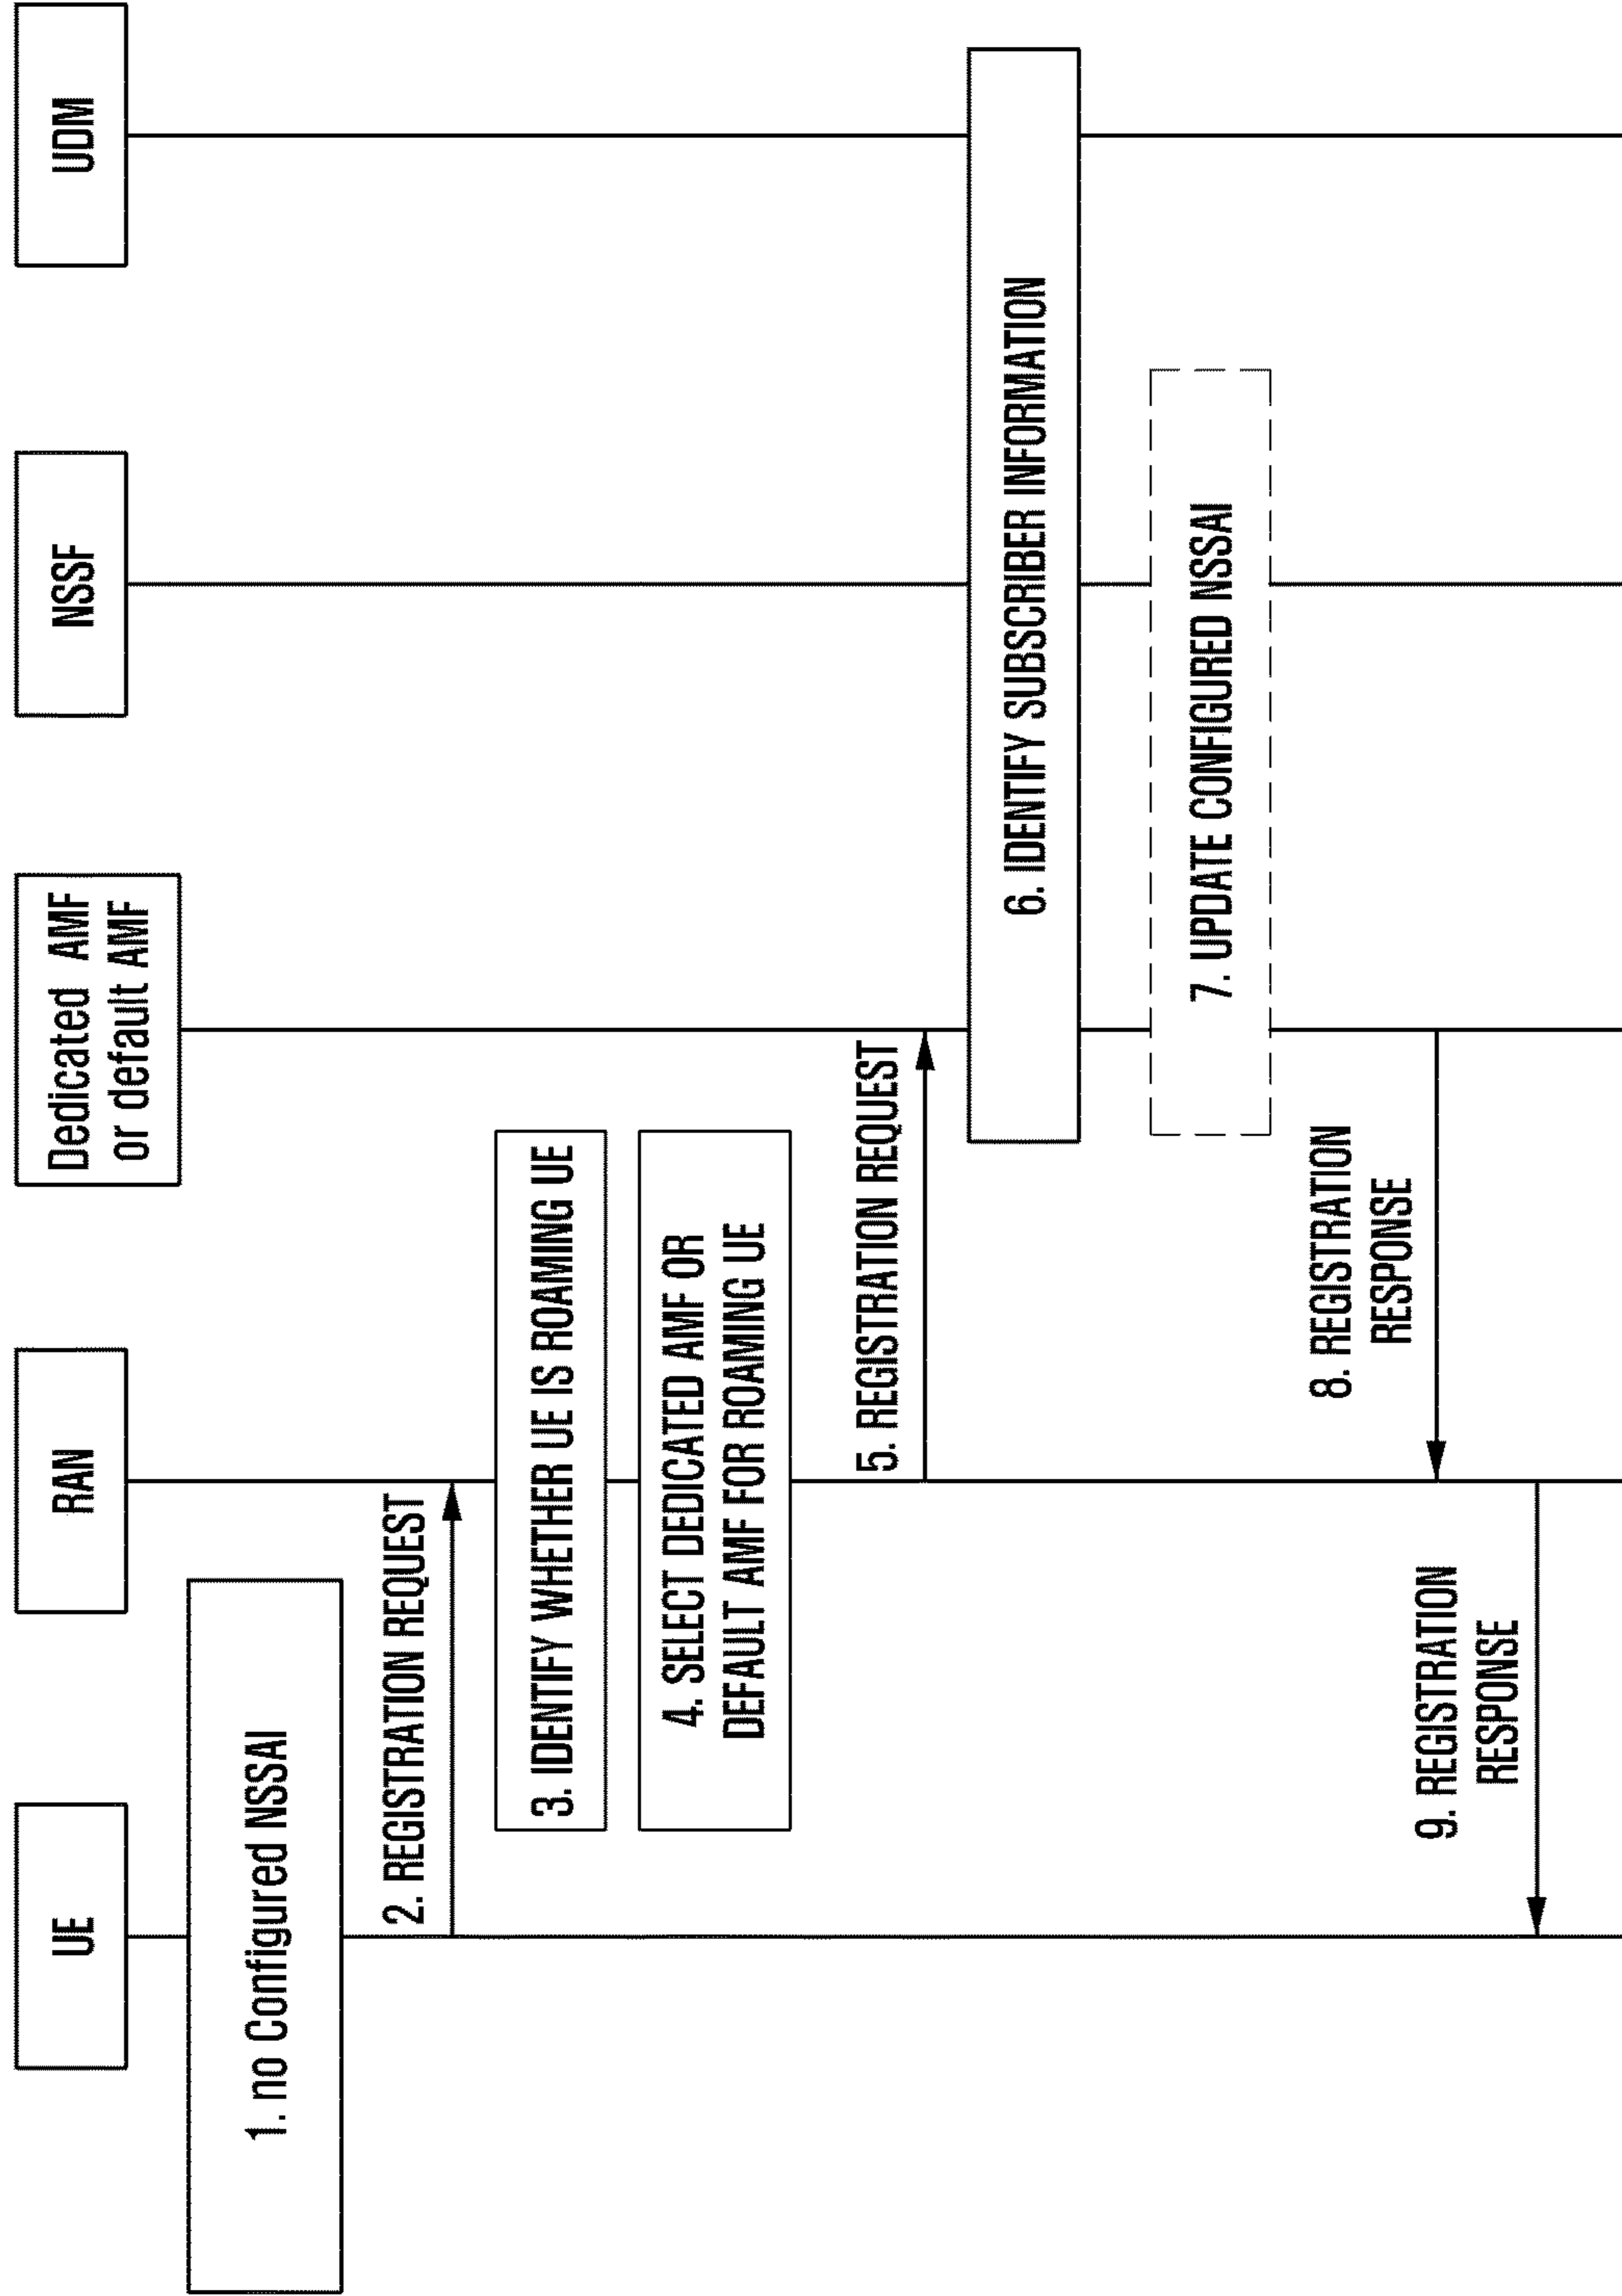 UE
RAN
Dedicated AMF
or default AMF
NSSF
UDM
1. no Configured NSSAI
2. REGISTRATION REQUEST
3. IDENTIFY WHETHER UE IS ROAMING UE
4. SELECT DEDICATED AMF OR
DEFAULT AMF FOR ROAMING UE
5. REGISTRATION REQUEST
6. IDENTIFY SUBSCRIBER INFORMATION
7. UPDATE CONFIGURED NSSAI
8. REGISTRATION
RESPONSE
9. REGISTRATION
RESPONSE